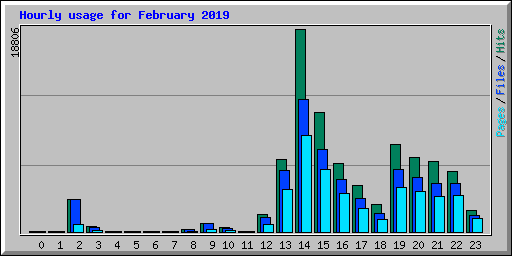 Hourly usage for February 2019
18806
Pages / Files / Hits
0 1 2 3 4 5 6 7 8 9 10 11 12 13 14 15 16 17 18 19 20 21 22 23